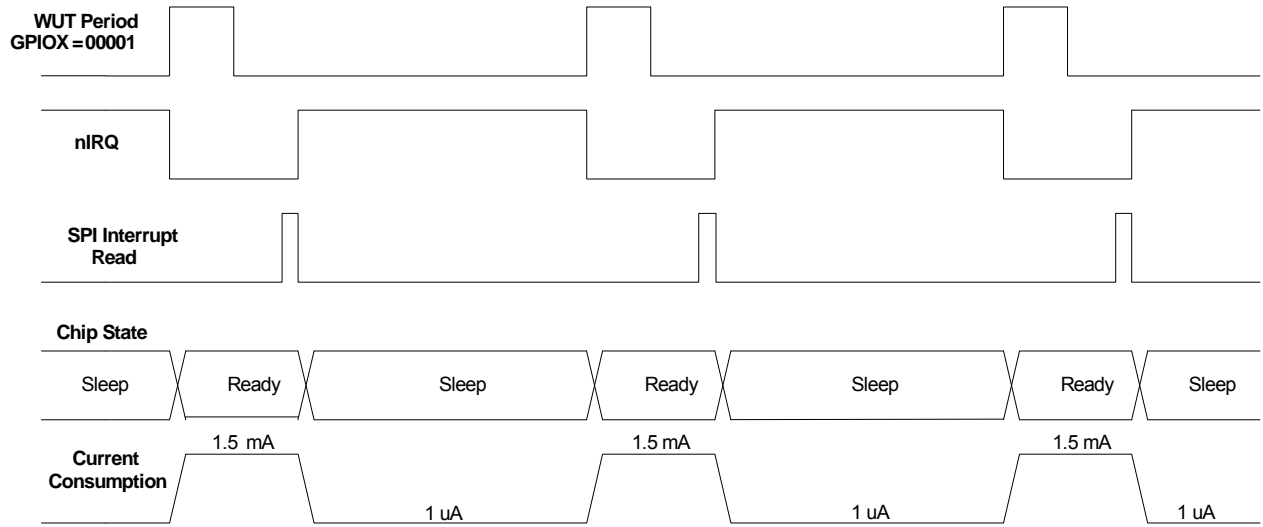 WUT Period
GPIOX = 00001
nIRQ
SPI Interrupt
Read
Chip State
Sleep Ready Sleep Ready Sleep Ready Sleep
1.5 mA 1.5 mA 1.5 mA
Current
Consumption
1 uA 1 uA 1 uA